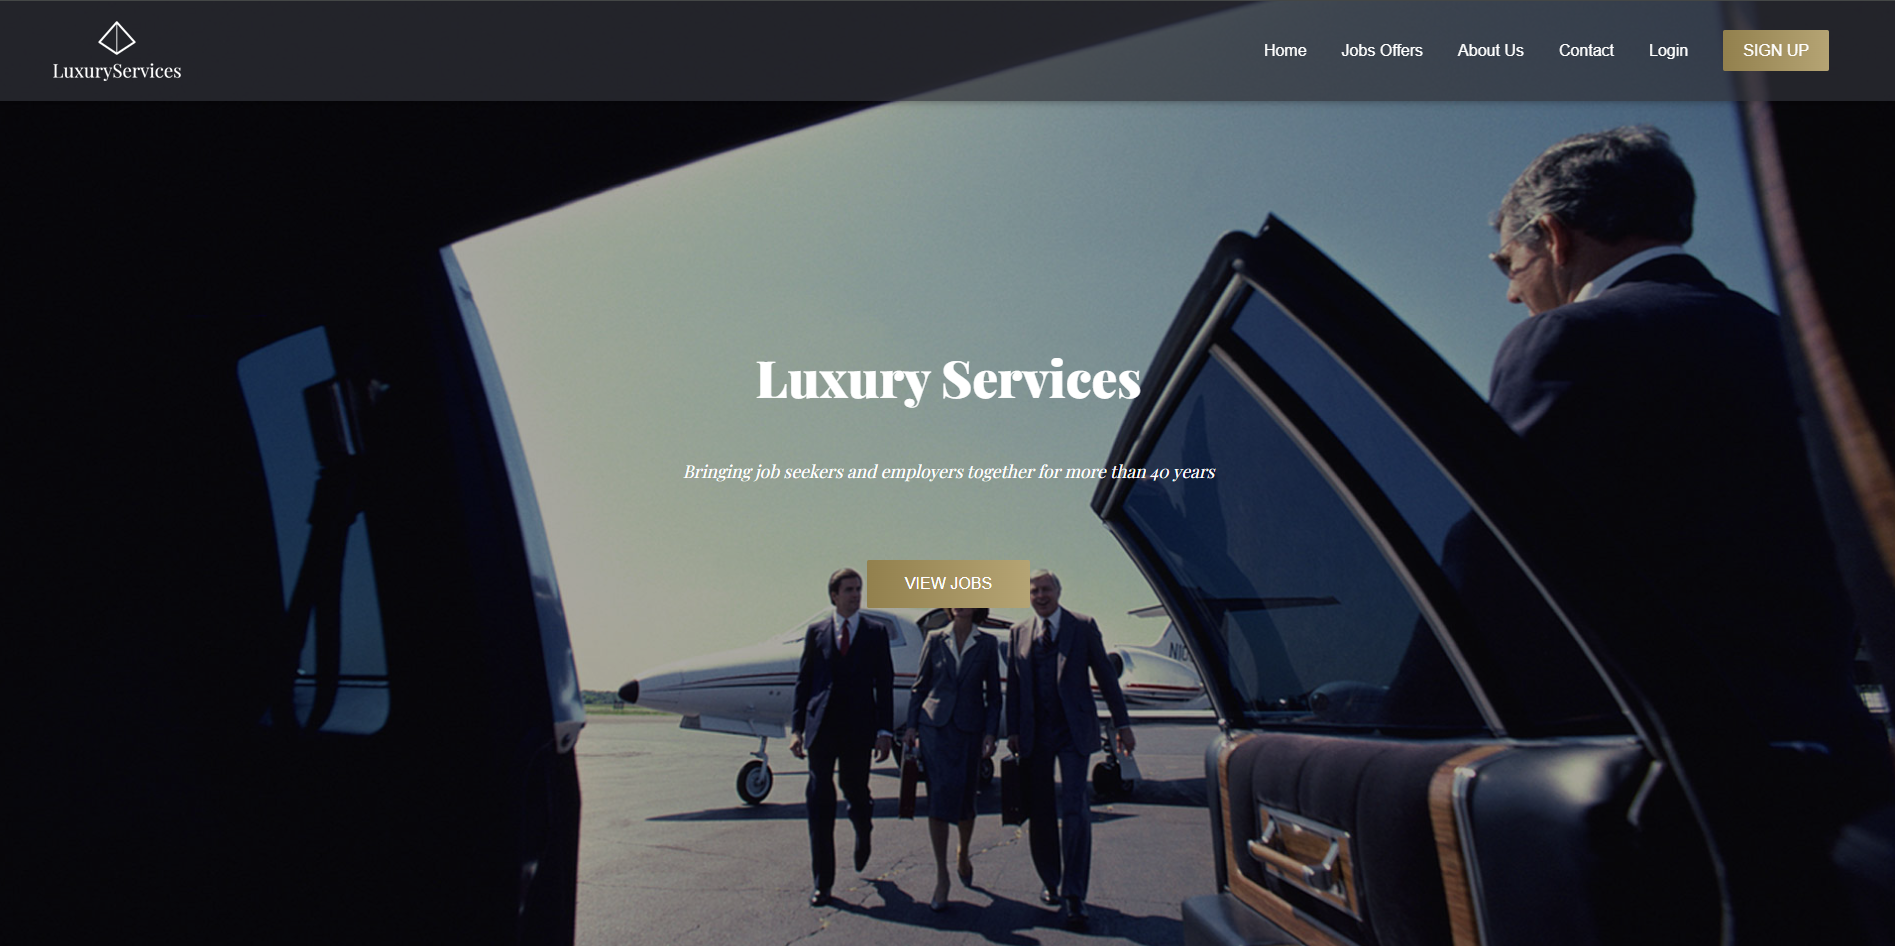 LuxuryServices
Home
Jobs Offers
About Us
Contact
Login
SIGN UP
Luxury Services
Bringing job seekers and employers together for more than 40 years
VIEW JOBS